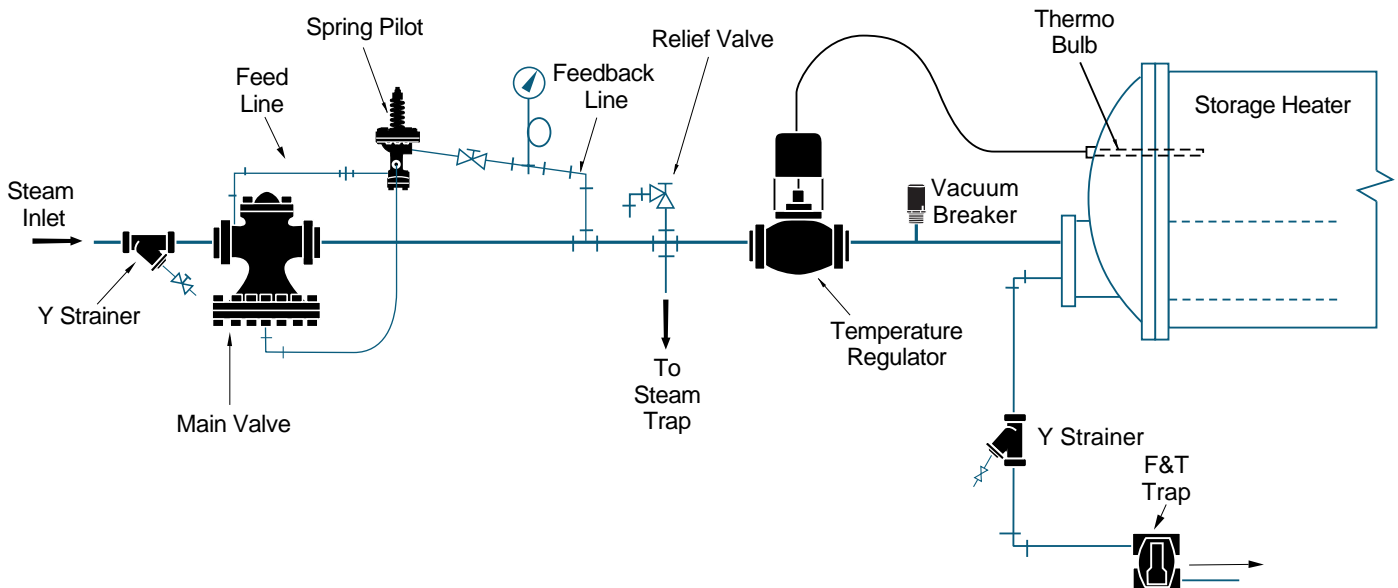 Spring Pilot
Relief Valve
Thermo
Bulb
Feed
Line
Feedback
Line
Storage Heater
Steam
Inlet
Vacuum
Breaker
Y Strainer
Temperature
Regulator
To
Steam
Trap
Main Valve
Y Strainer
F&T
Trap